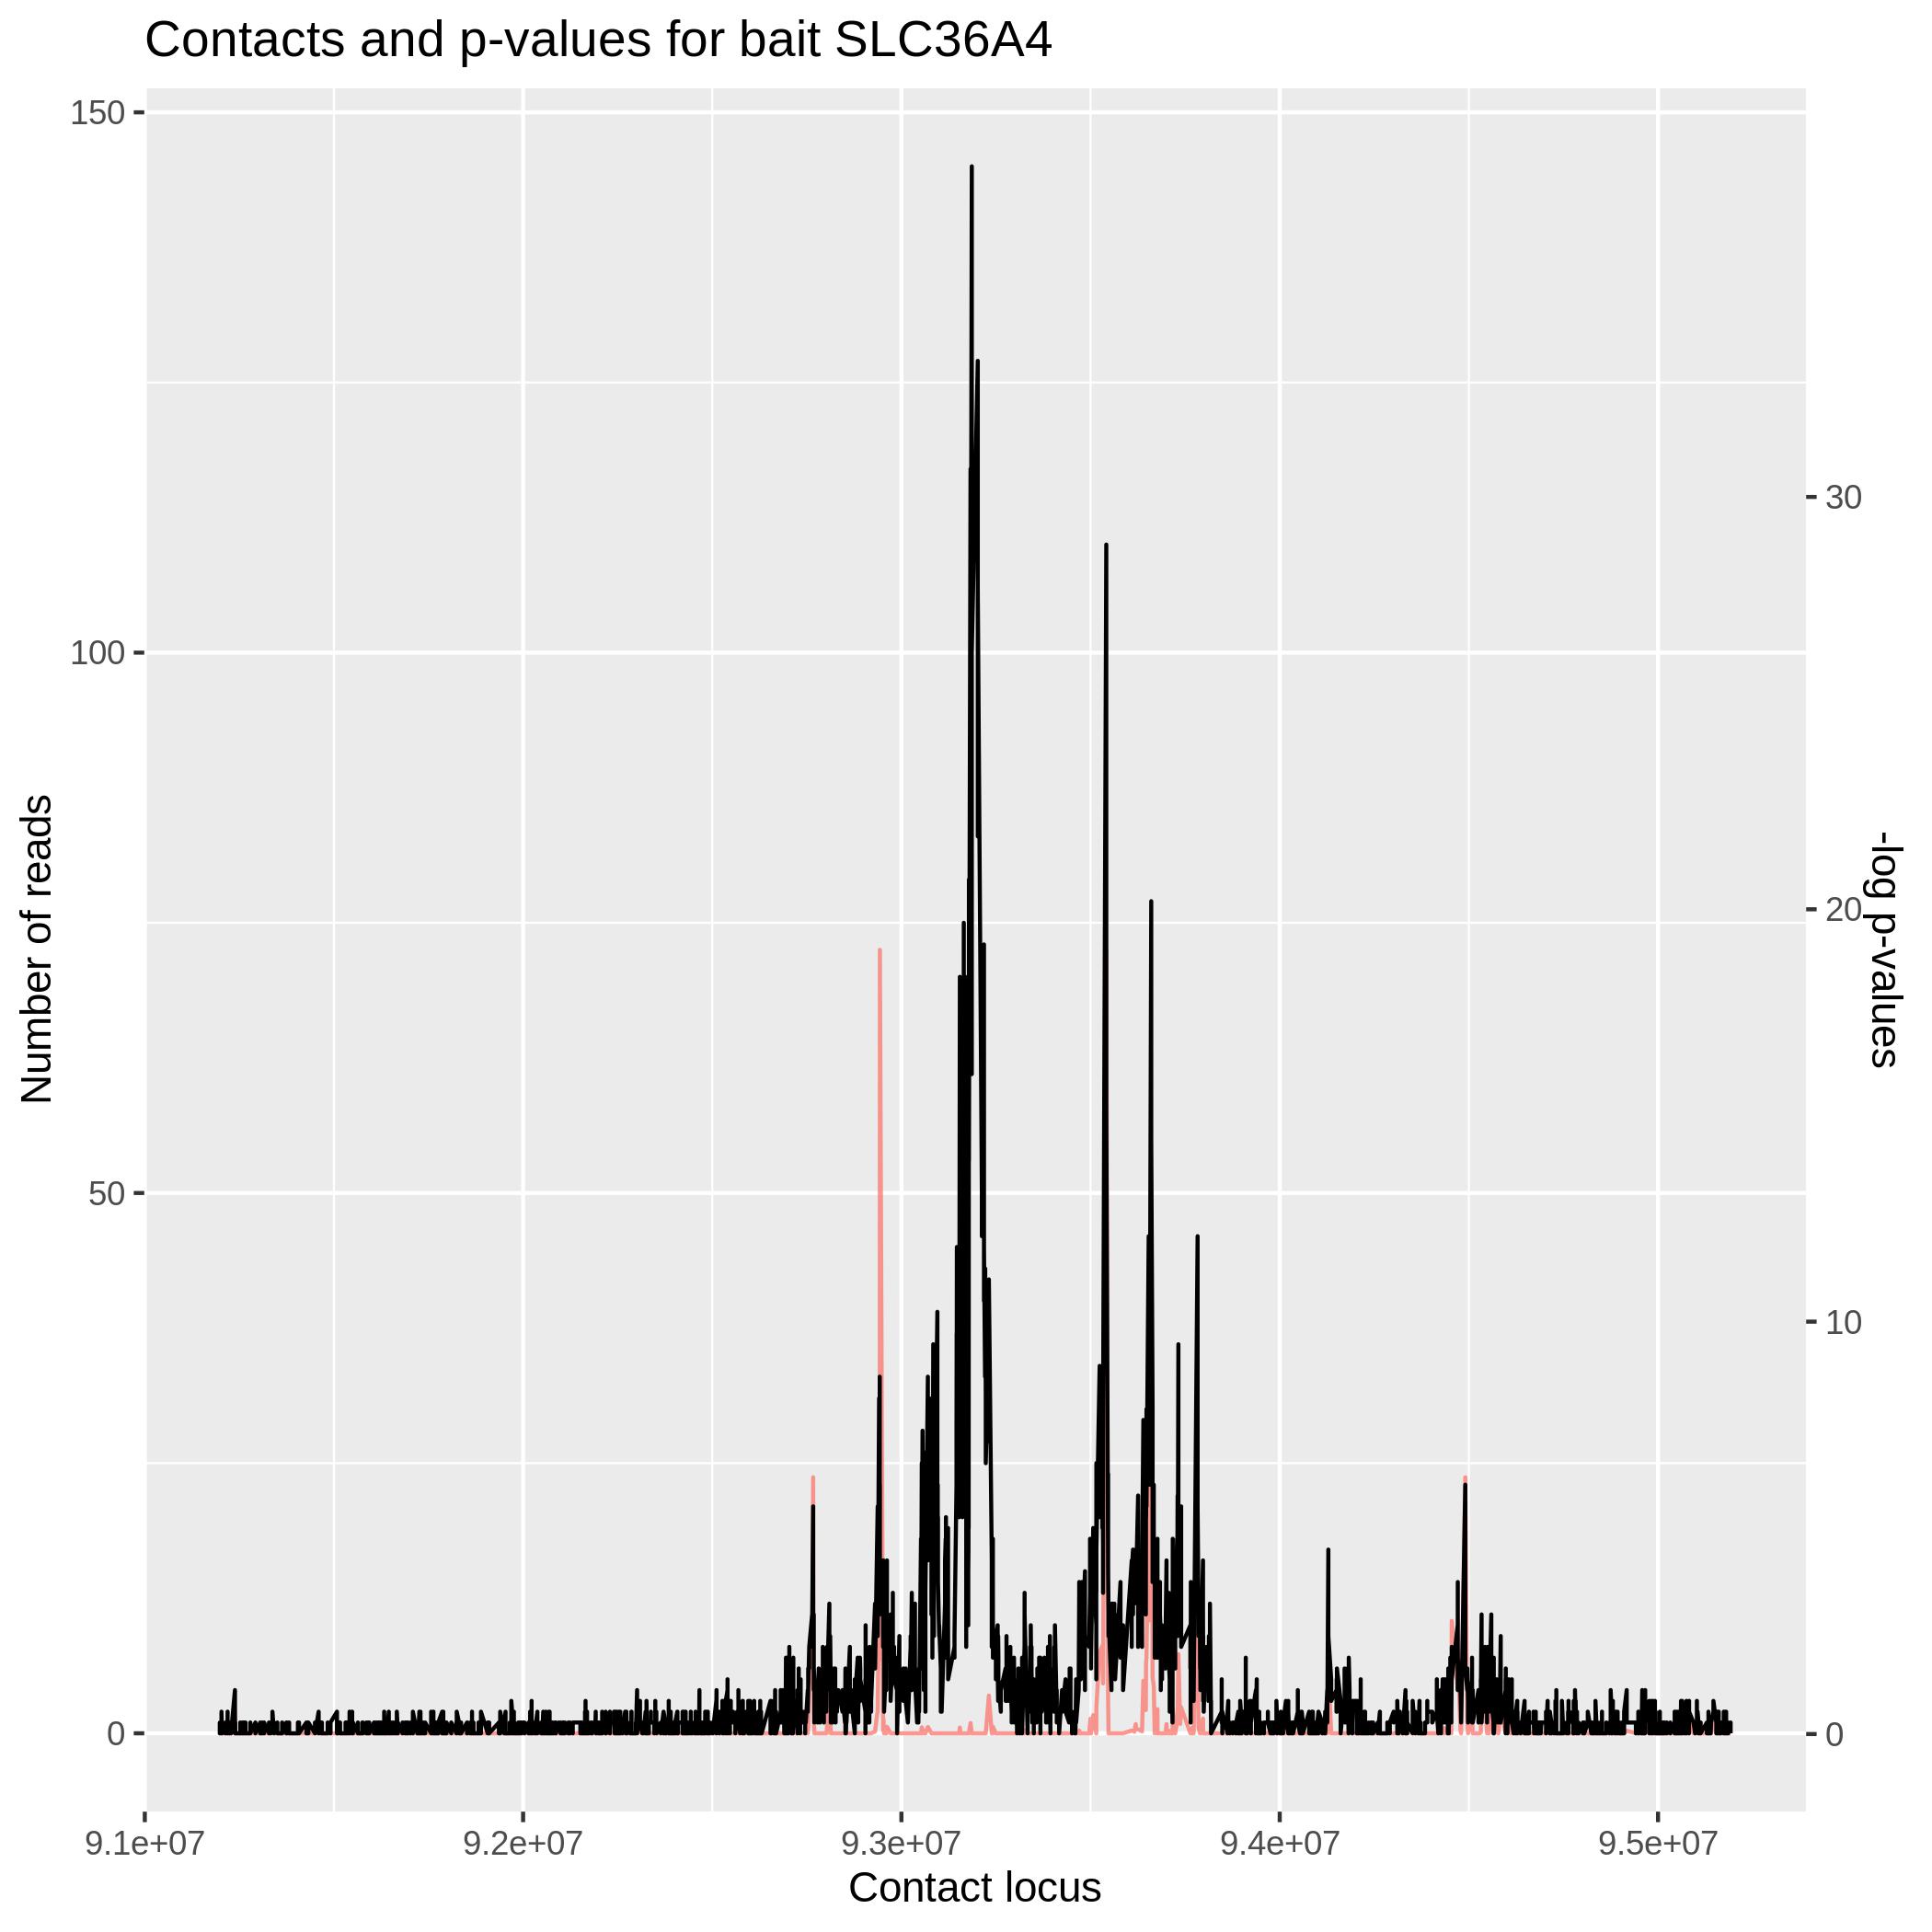 Contacts and p-values for bait SLC36A4
150
100
50
0
Number of reads
30
20
10
0
-log p-values
9.1e+07
9.2e+07
9.3e+07
9.4e+07
9.5e+07
Contact locus